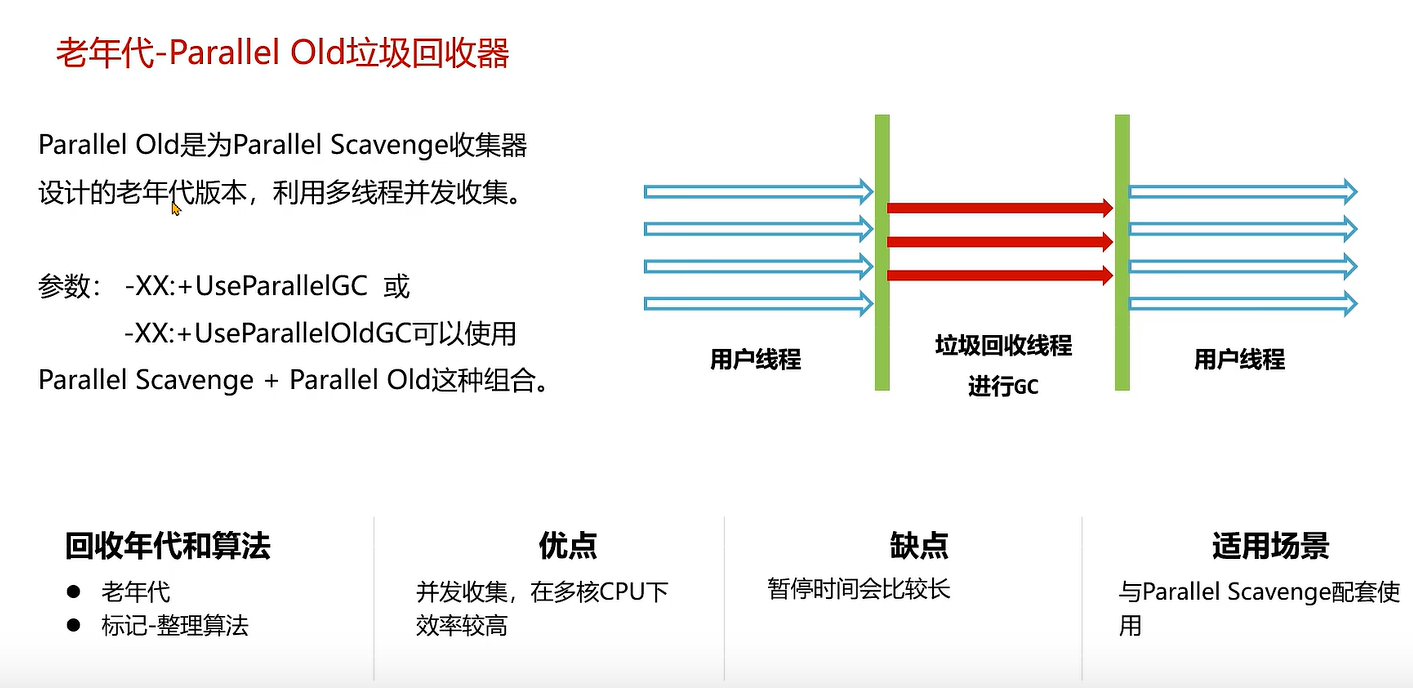 老年代-Parallel Old垃圾回收器
Parallel Old是为Parallel Scavenge收集器
设计的老年代版本，利用多线程并发收集。
参数： -XX:+UseParallelGC 或
-XX:+UseParallelOldGC可以使用
Parallel Scavenge + Parallel Old这种组合。
用户线程
垃圾回收线程
进行GC
用户线程
回收年代和算法
● 老年代
● 标记-整理算法
优点
并发收集，在多核CPU下
效率较高
缺点
暂停时间会比较长
适用场景
与Parallel Scavenge配套使
用